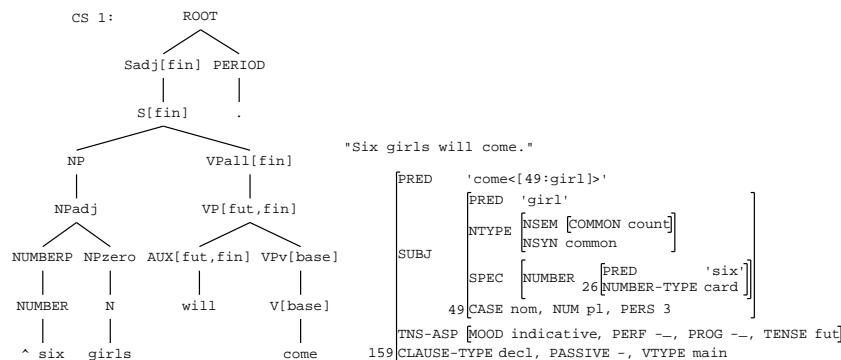 CS 1: ROOT
Sadj[fin] PERIOD
S[fin] .
"Six girls will come."
NP VPall[fin]
PRED 'come<[49:girl]>'
NPadj VP[fut,fin]
PRED 'girl'
NTYPE NSEM COMMON count
NSYN common
SUBJ
NUMBERP NPzero AUX[fut,fin] VPv[base]
SPEC NUMBER PRED 'six'
26 NUMBER-TYPE card
NUMBER N will V[base]
49 CASE nom, NUM pl, PERS 3
TNS-ASP MOOD indicative, PERF -_, PROG -_, TENSE fut
^ six girls come
159 CLAUSE-TYPE decl, PASSIVE -, VTYPE main